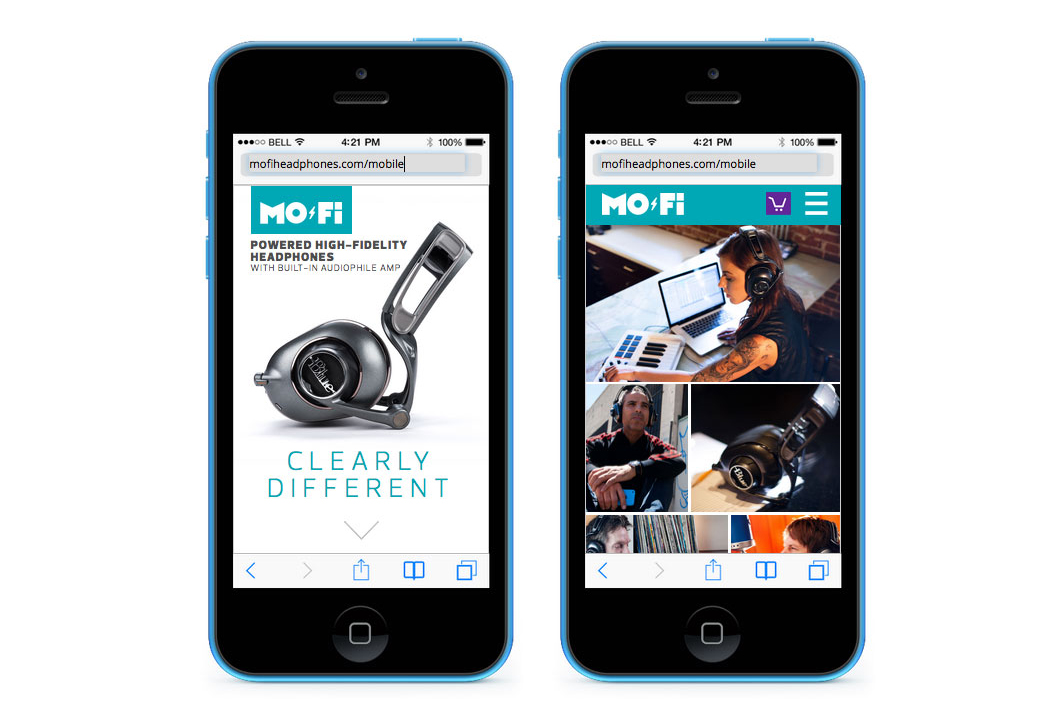 BELL 4:21 PM 100%
mofiheadphones.com/mobile
MO FI
POWERED HIGH-FIDELITY
HEADPHONES
WITH BUILT-IN AUDIOPHILE AMP
CLEARLY
DIFFERENT
BELL 4:21 PM 100%
mofiheadphones.com/mobile
MO FI